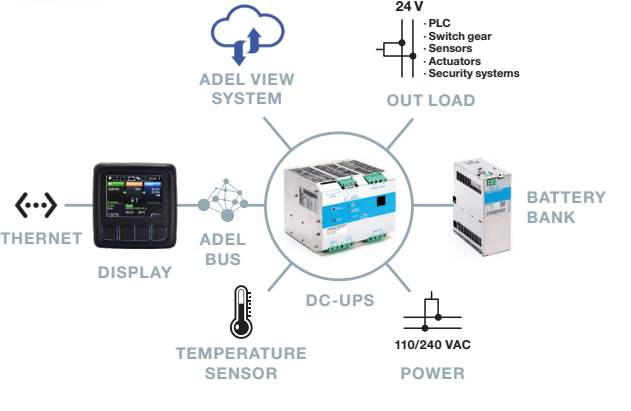 24 V
· PLC
· Switch gear
· Sensors
· Actuators
· Security systems
ADEL VIEW
SYSTEM
OUT LOAD
THERNET
DISPLAY
ADEL
BUS
DC-UPS
BATTERY
BANK
TEMPERATURE
SENSOR
110/240 VAC
POWER